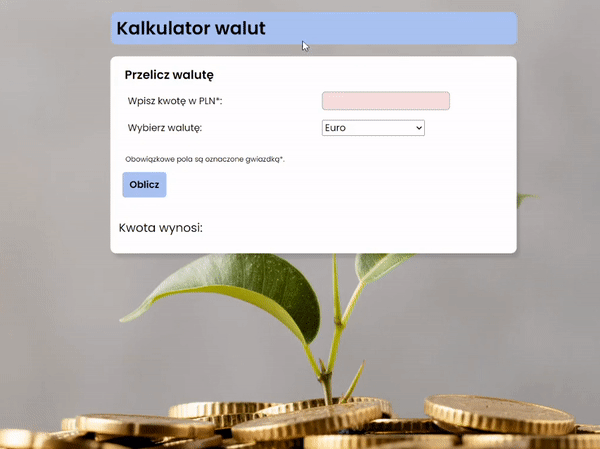 Kalkulator walut
Przelicz walutę
Wpisz kwotę w PLN*:
Wybierz walutę: Euro
Obowiązkowe pola są oznaczone gwiazdką*.
Oblicz
Kwota wynosi: